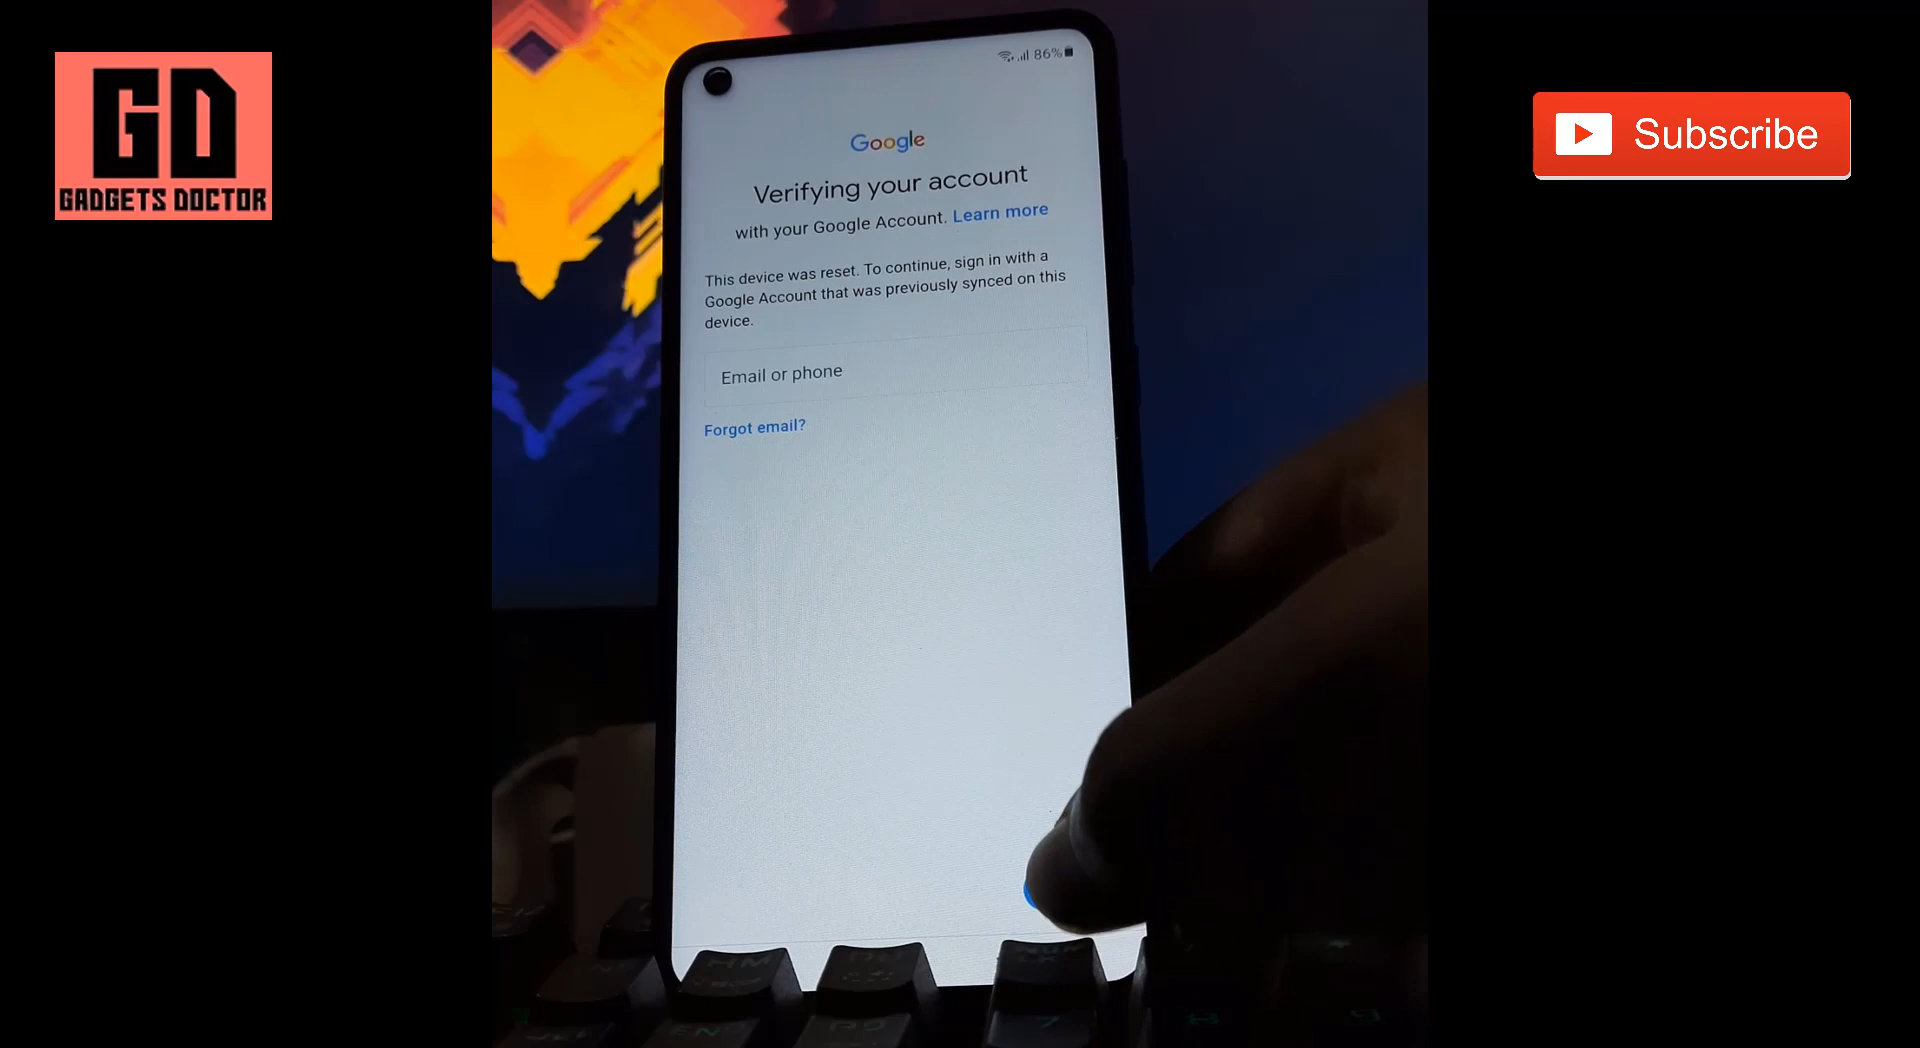 GD
GADGETS DOCTOR
Subscribe
86%
Google
Verifying your account
with your Google Account. Learn more
This device was reset. To continue, sign in with a
Google Account that was previously synced on this
device.
Email or phone
Forgot email?
7